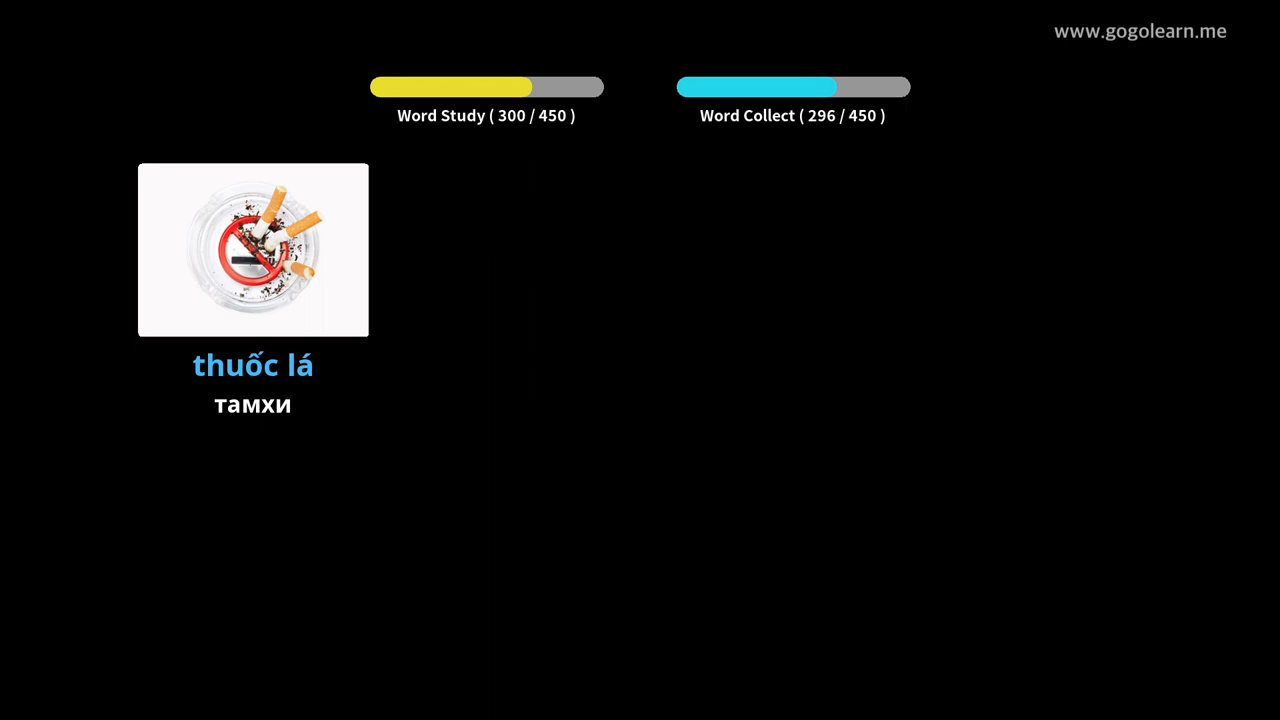 www.gogolearn.me
Word Study ( 300 / 450 )
Word Collect ( 296 / 450 )
thuốc lá
тамхи